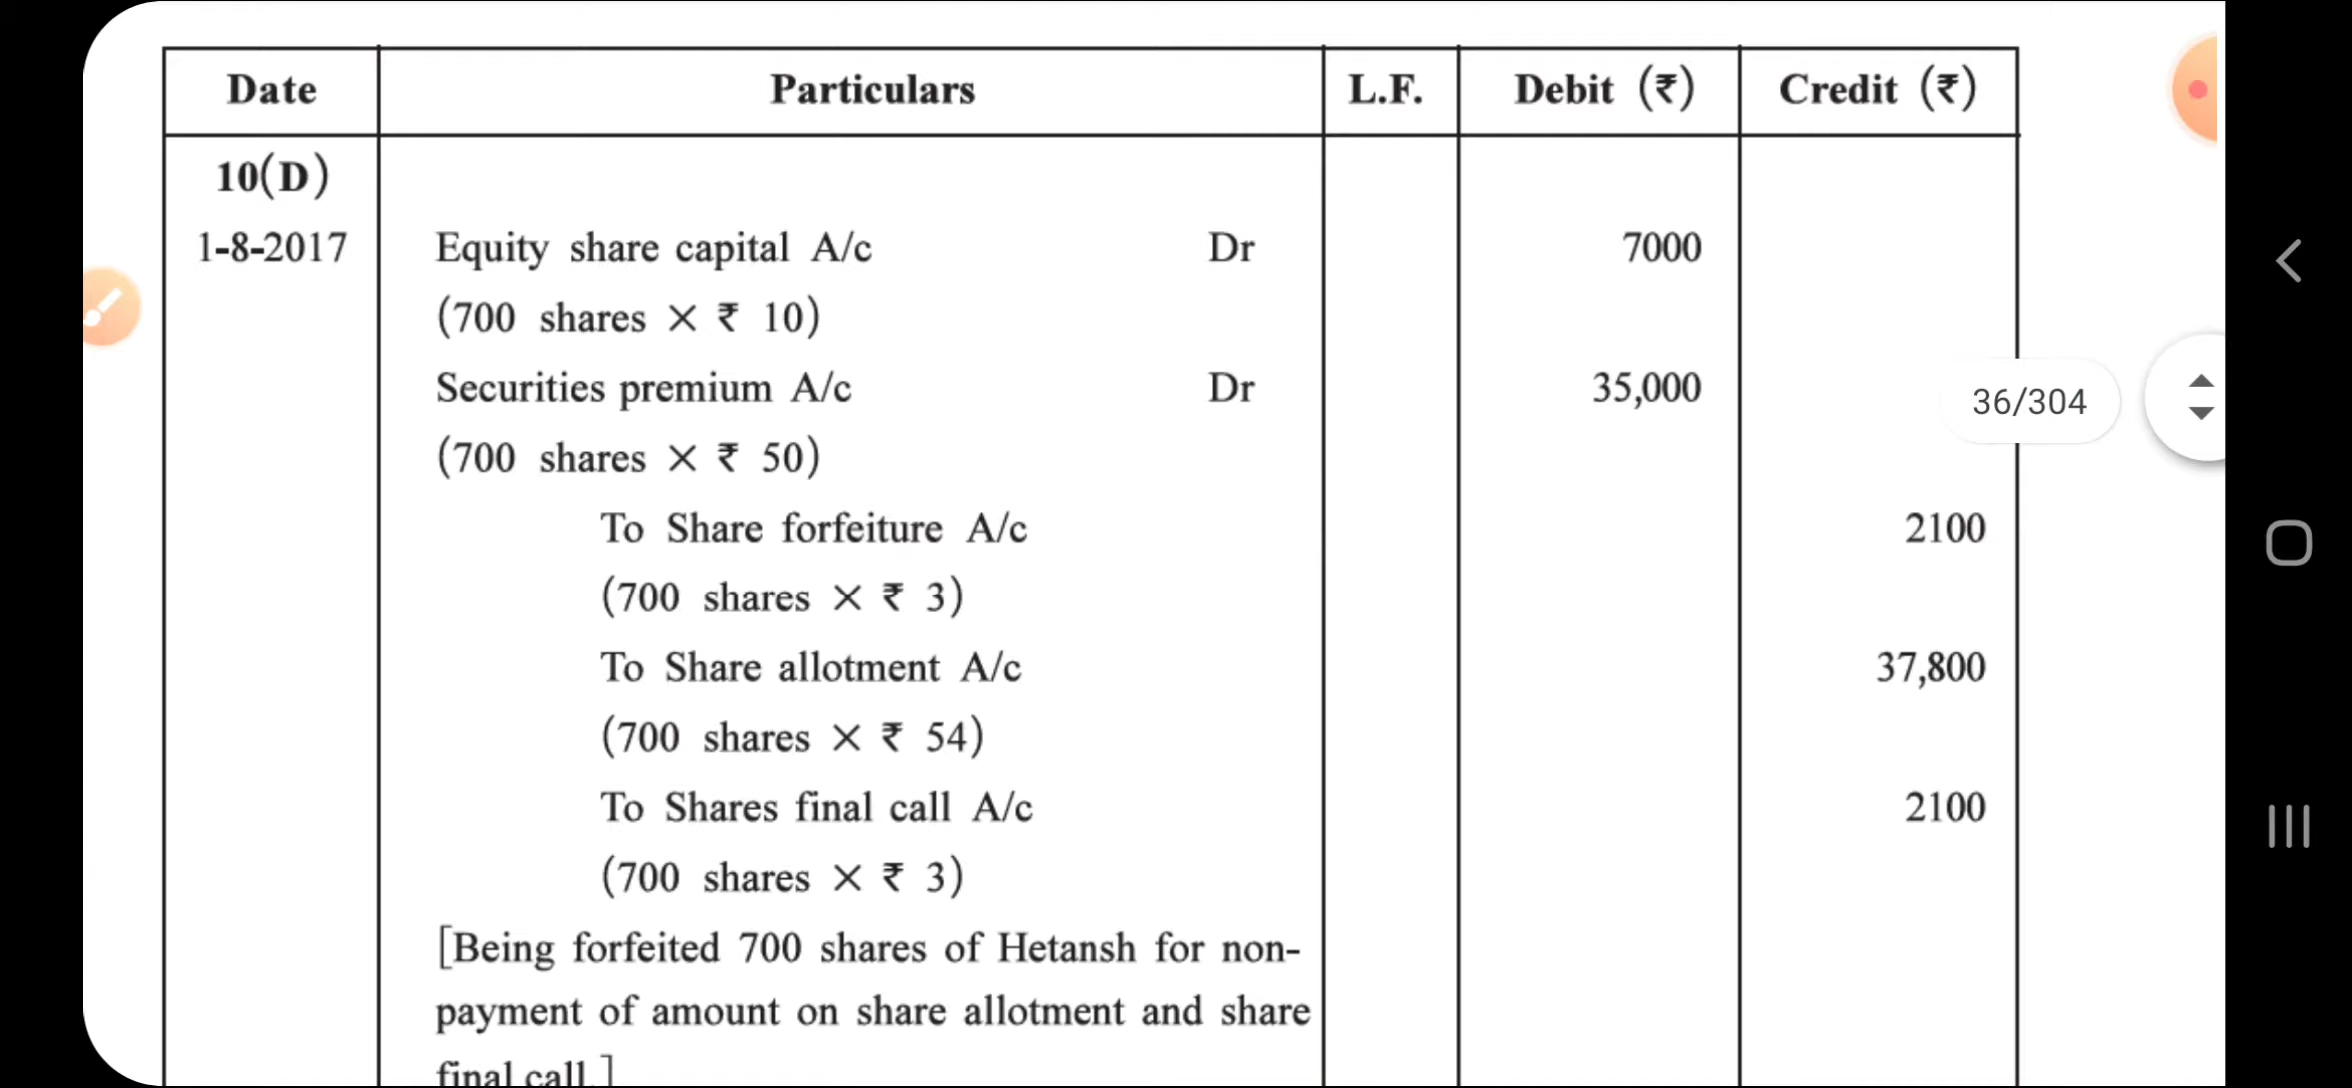 Date Particulars L.F. Debit (₹) Credit (₹)
10(D)
1-8-2017 Equity share capital A/c Dr 7000
(700 shares × ₹ 10)
Securities premium A/c Dr 35,000
36/304
(700 shares × ₹ 50)
To Share forfeiture A/c 2100
(700 shares × ₹ 3)
To Share allotment A/c 37,800
(700 shares × ₹ 54)
To Shares final call A/c 2100
(700 shares × ₹ 3)
[Being forfeited 700 shares of Hetansh for non-
payment of amount on share allotment and share
final call.]